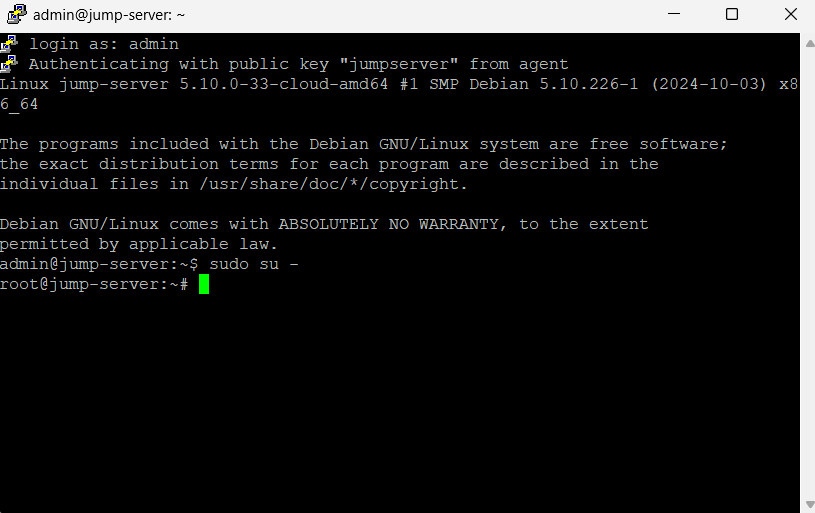 admin@jump-server: ~
login as: admin
Authenticating with public key "jumpserver" from agent
Linux jump-server 5.10.0-33-cloud-amd64 #1 SMP Debian 5.10.226-1 (2024-10-03) x8
6_64
The programs included with the Debian GNU/Linux system are free software;
the exact distribution terms for each program are described in the
individual files in /usr/share/doc/*/copyright.
Debian GNU/Linux comes with ABSOLUTELY NO WARRANTY, to the extent
permitted by applicable law.
admin@jump-server:~$ sudo su -
root@jump-server:~#